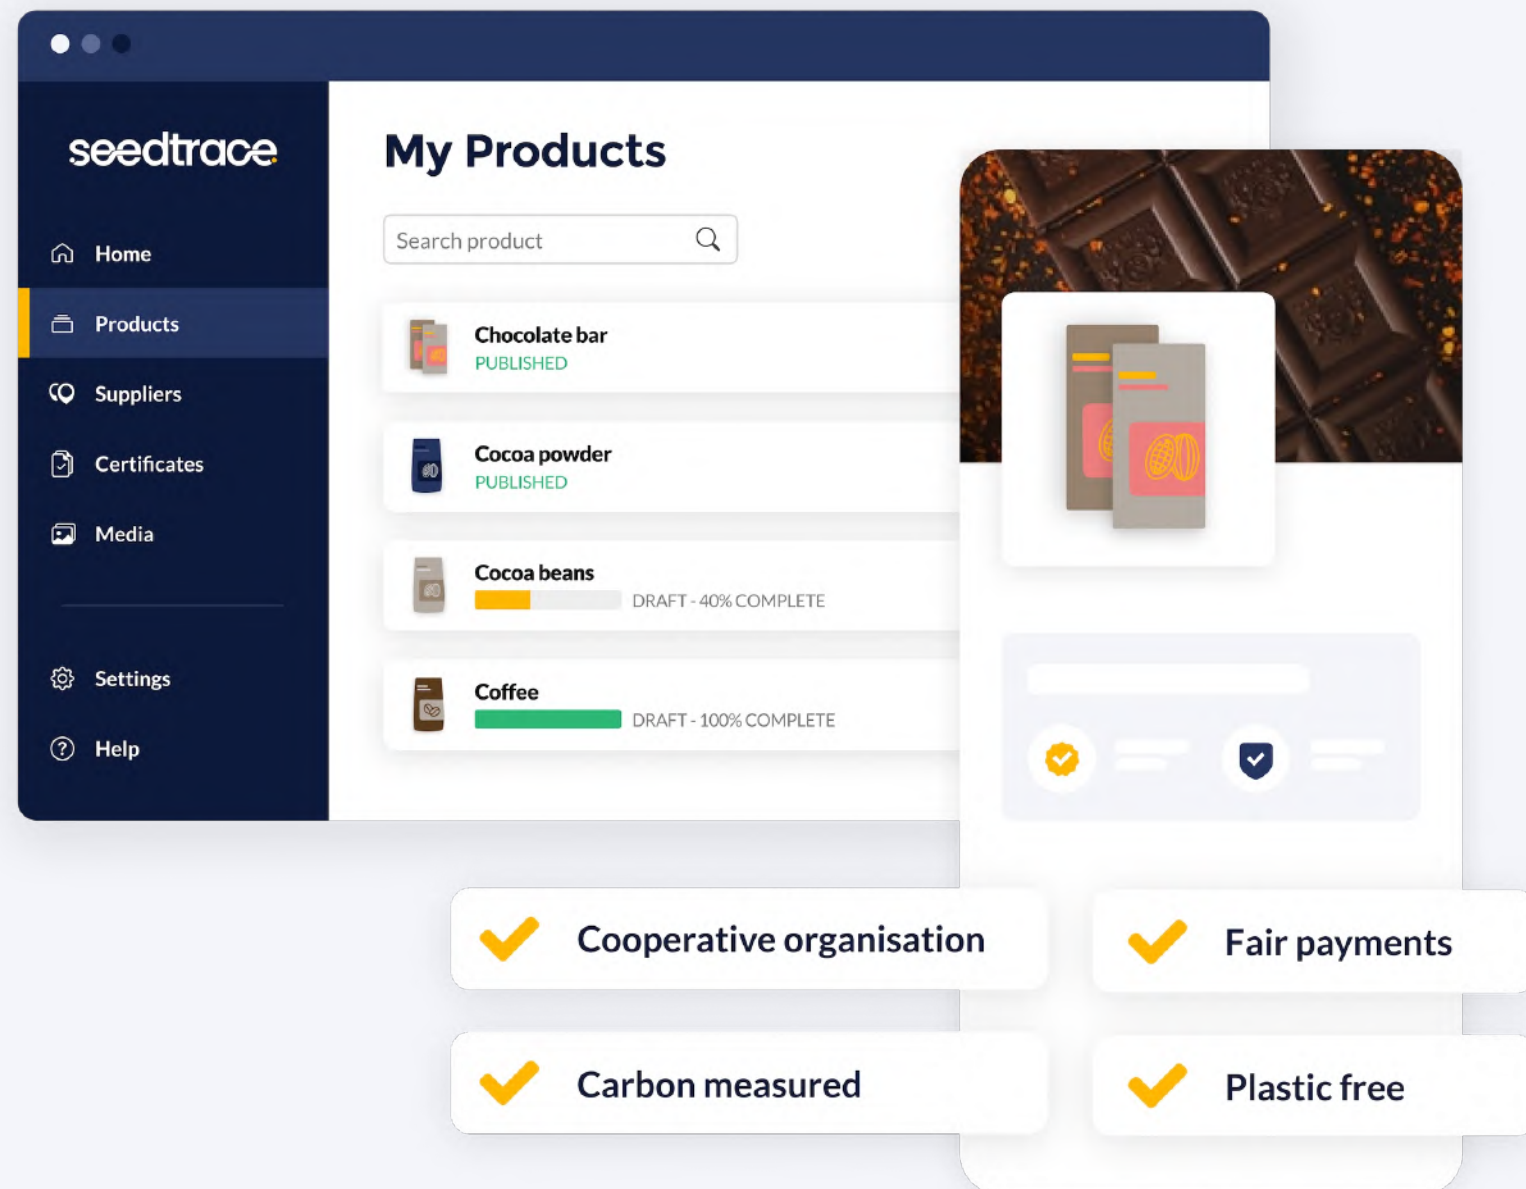 seedtrace.
Home
Products
Suppliers
Certificates
Media
Settings
Help
My Products
Search product
Chocolate bar
PUBLISHED
Cocoa powder
PUBLISHED
Cocoa beans
DRAFT - 40% COMPLETE
Coffee
DRAFT - 100% COMPLETE
Cooperative organisation
Fair payments
Carbon measured
Plastic free